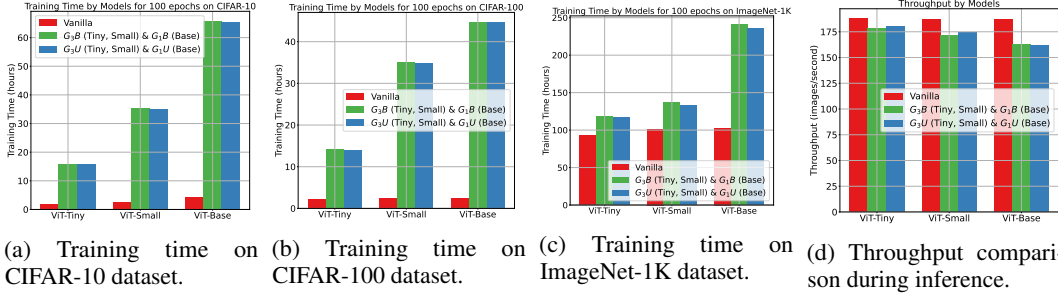 Training Time by Models for 100 epochs on CIFAR-10
Training Time (hours)
60
50
40
30
20
10
0
Vanilla
G₃B (Tiny, Small) & G₁B (Base)
G₃U (Tiny, Small) & G₁U (Base)
ViT-Tiny ViT-Small ViT-Base
(a) Training time on
CIFAR-10 dataset.
Training Time by Models for 100 epochs on CIFAR-100
Training Time (hours)
40
30
20
10
0
Vanilla
G₃B (Tiny, Small) & G₁B (Base)
G₃U (Tiny, Small) & G₁U (Base)
ViT-Tiny ViT-Small ViT-Base
(b) Training time on
CIFAR-100 dataset.
Training Time by Models for 100 epochs on ImageNet-1K
Training Time (hours)
250
200
150
100
50
0
Vanilla
G₃B (Tiny, Small) & G₁B (Base)
G₃U (Tiny, Small) & G₁U (Base)
ViT-Tiny ViT-Small ViT-Base
(c) Training time on
ImageNet-1K dataset.
Throughput by Models
Throughput (images/second)
175
150
125
100
75
50
25
0
Vanilla
G₃B (Tiny, Small) & G₁B (Base)
G₃U (Tiny, Small) & G₁U (Base)
ViT-Tiny ViT-Small ViT-Base
(d) Throughput compari-
son during inference.